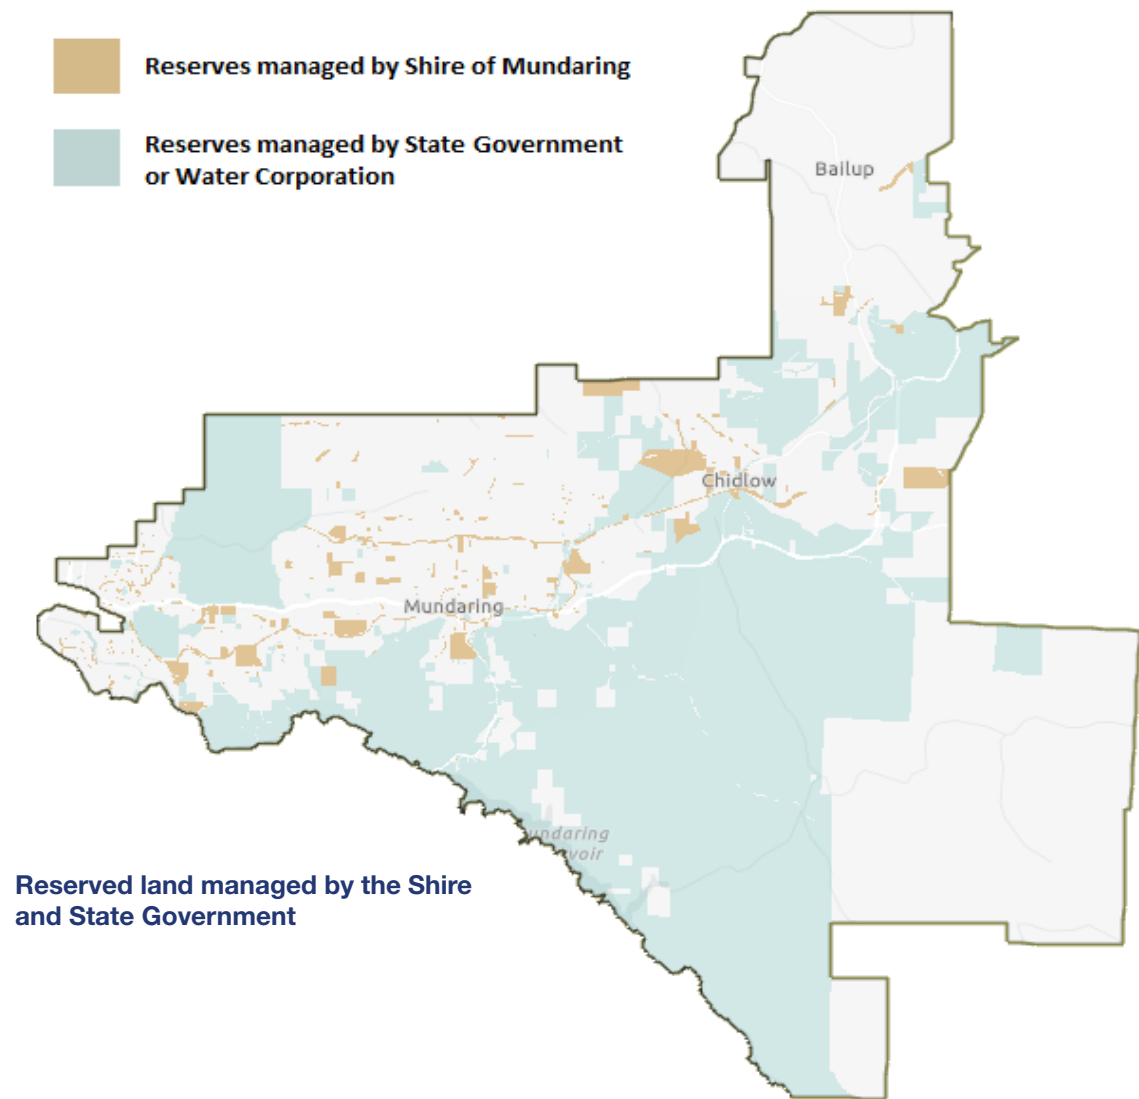 Reserves managed by Shire of Mundaring
Reserves managed by State Government
or Water Corporation
Bailup
Chidlow
Mundaring
Reserved land managed by the Shire
and State Government